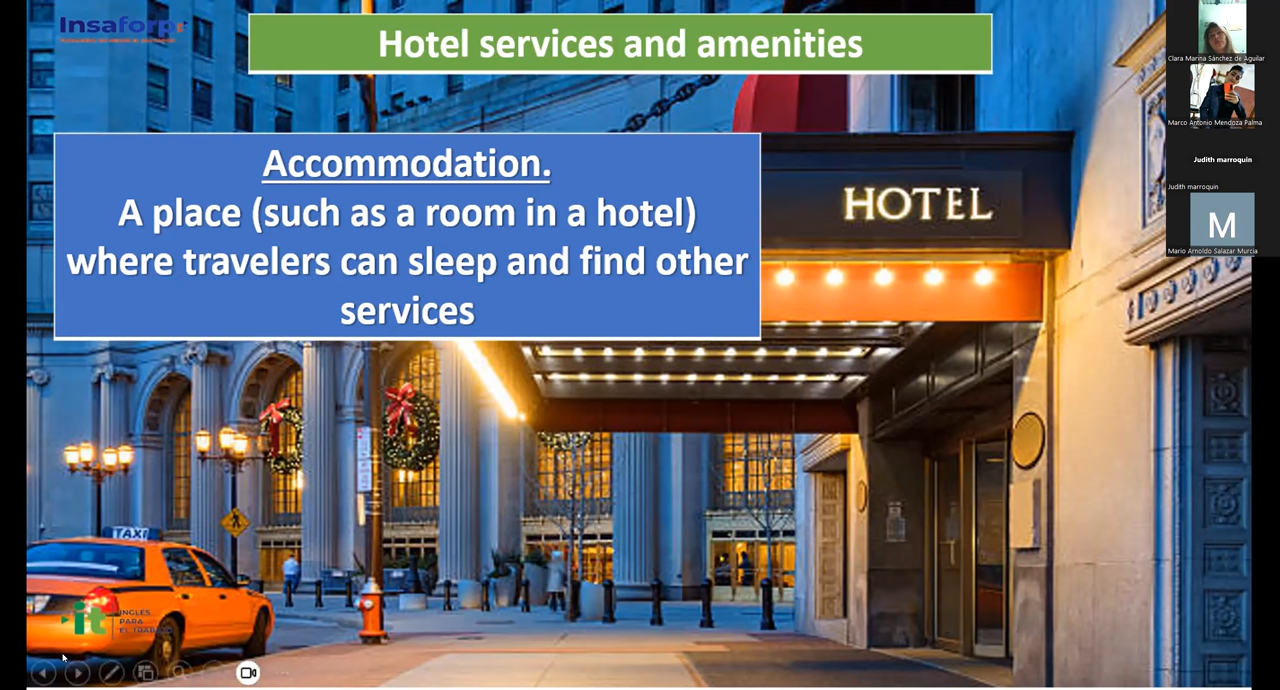 Insaforp
Hotel services and amenities
Accommodation.
A place (such as a room in a hotel)
where travelers can sleep and find other
services
HOTEL
TAXI
it
INGLES
PARA
EL TRABAJO
Clara Marina Sánchez de Aguilar
Marco Antonio Mendoza Palma
Judith marroquin
Judith marroquin
M
Mario Arnoldo Salazar Murcia